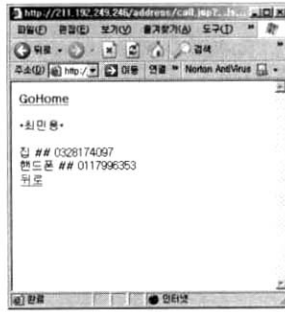 http://211.192.249.246/address/call.jsp?...
파일(F) 편집(E) 보기(V) 즐겨찾기(A) 도구(T) »
뒤로 검색
주소(D) http:/ 이동 연결 » Norton AntiVirus
GoHome
*최민용*
집 ## 0328174097
핸드폰 ## 0117996353
뒤로
완료 인터넷